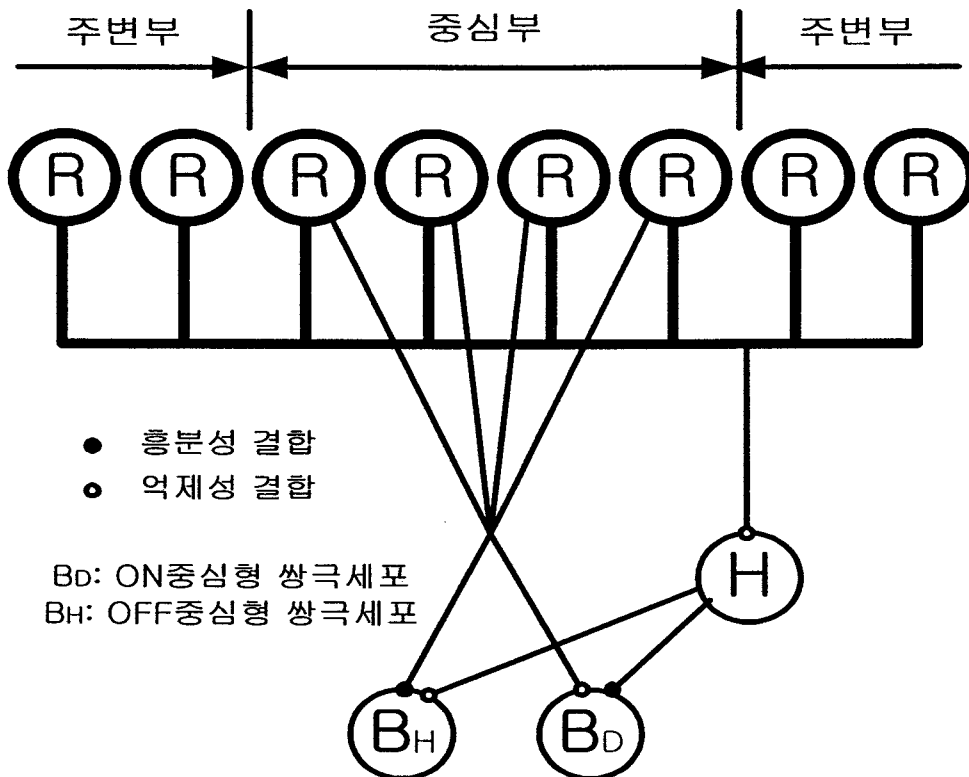 주변부 중심부 주변부
R R R R R R R R
흥분성 결합
억제성 결합
BD: ON중심형 쌍극세포
BH: OFF중심형 쌍극세포
H
BH BD